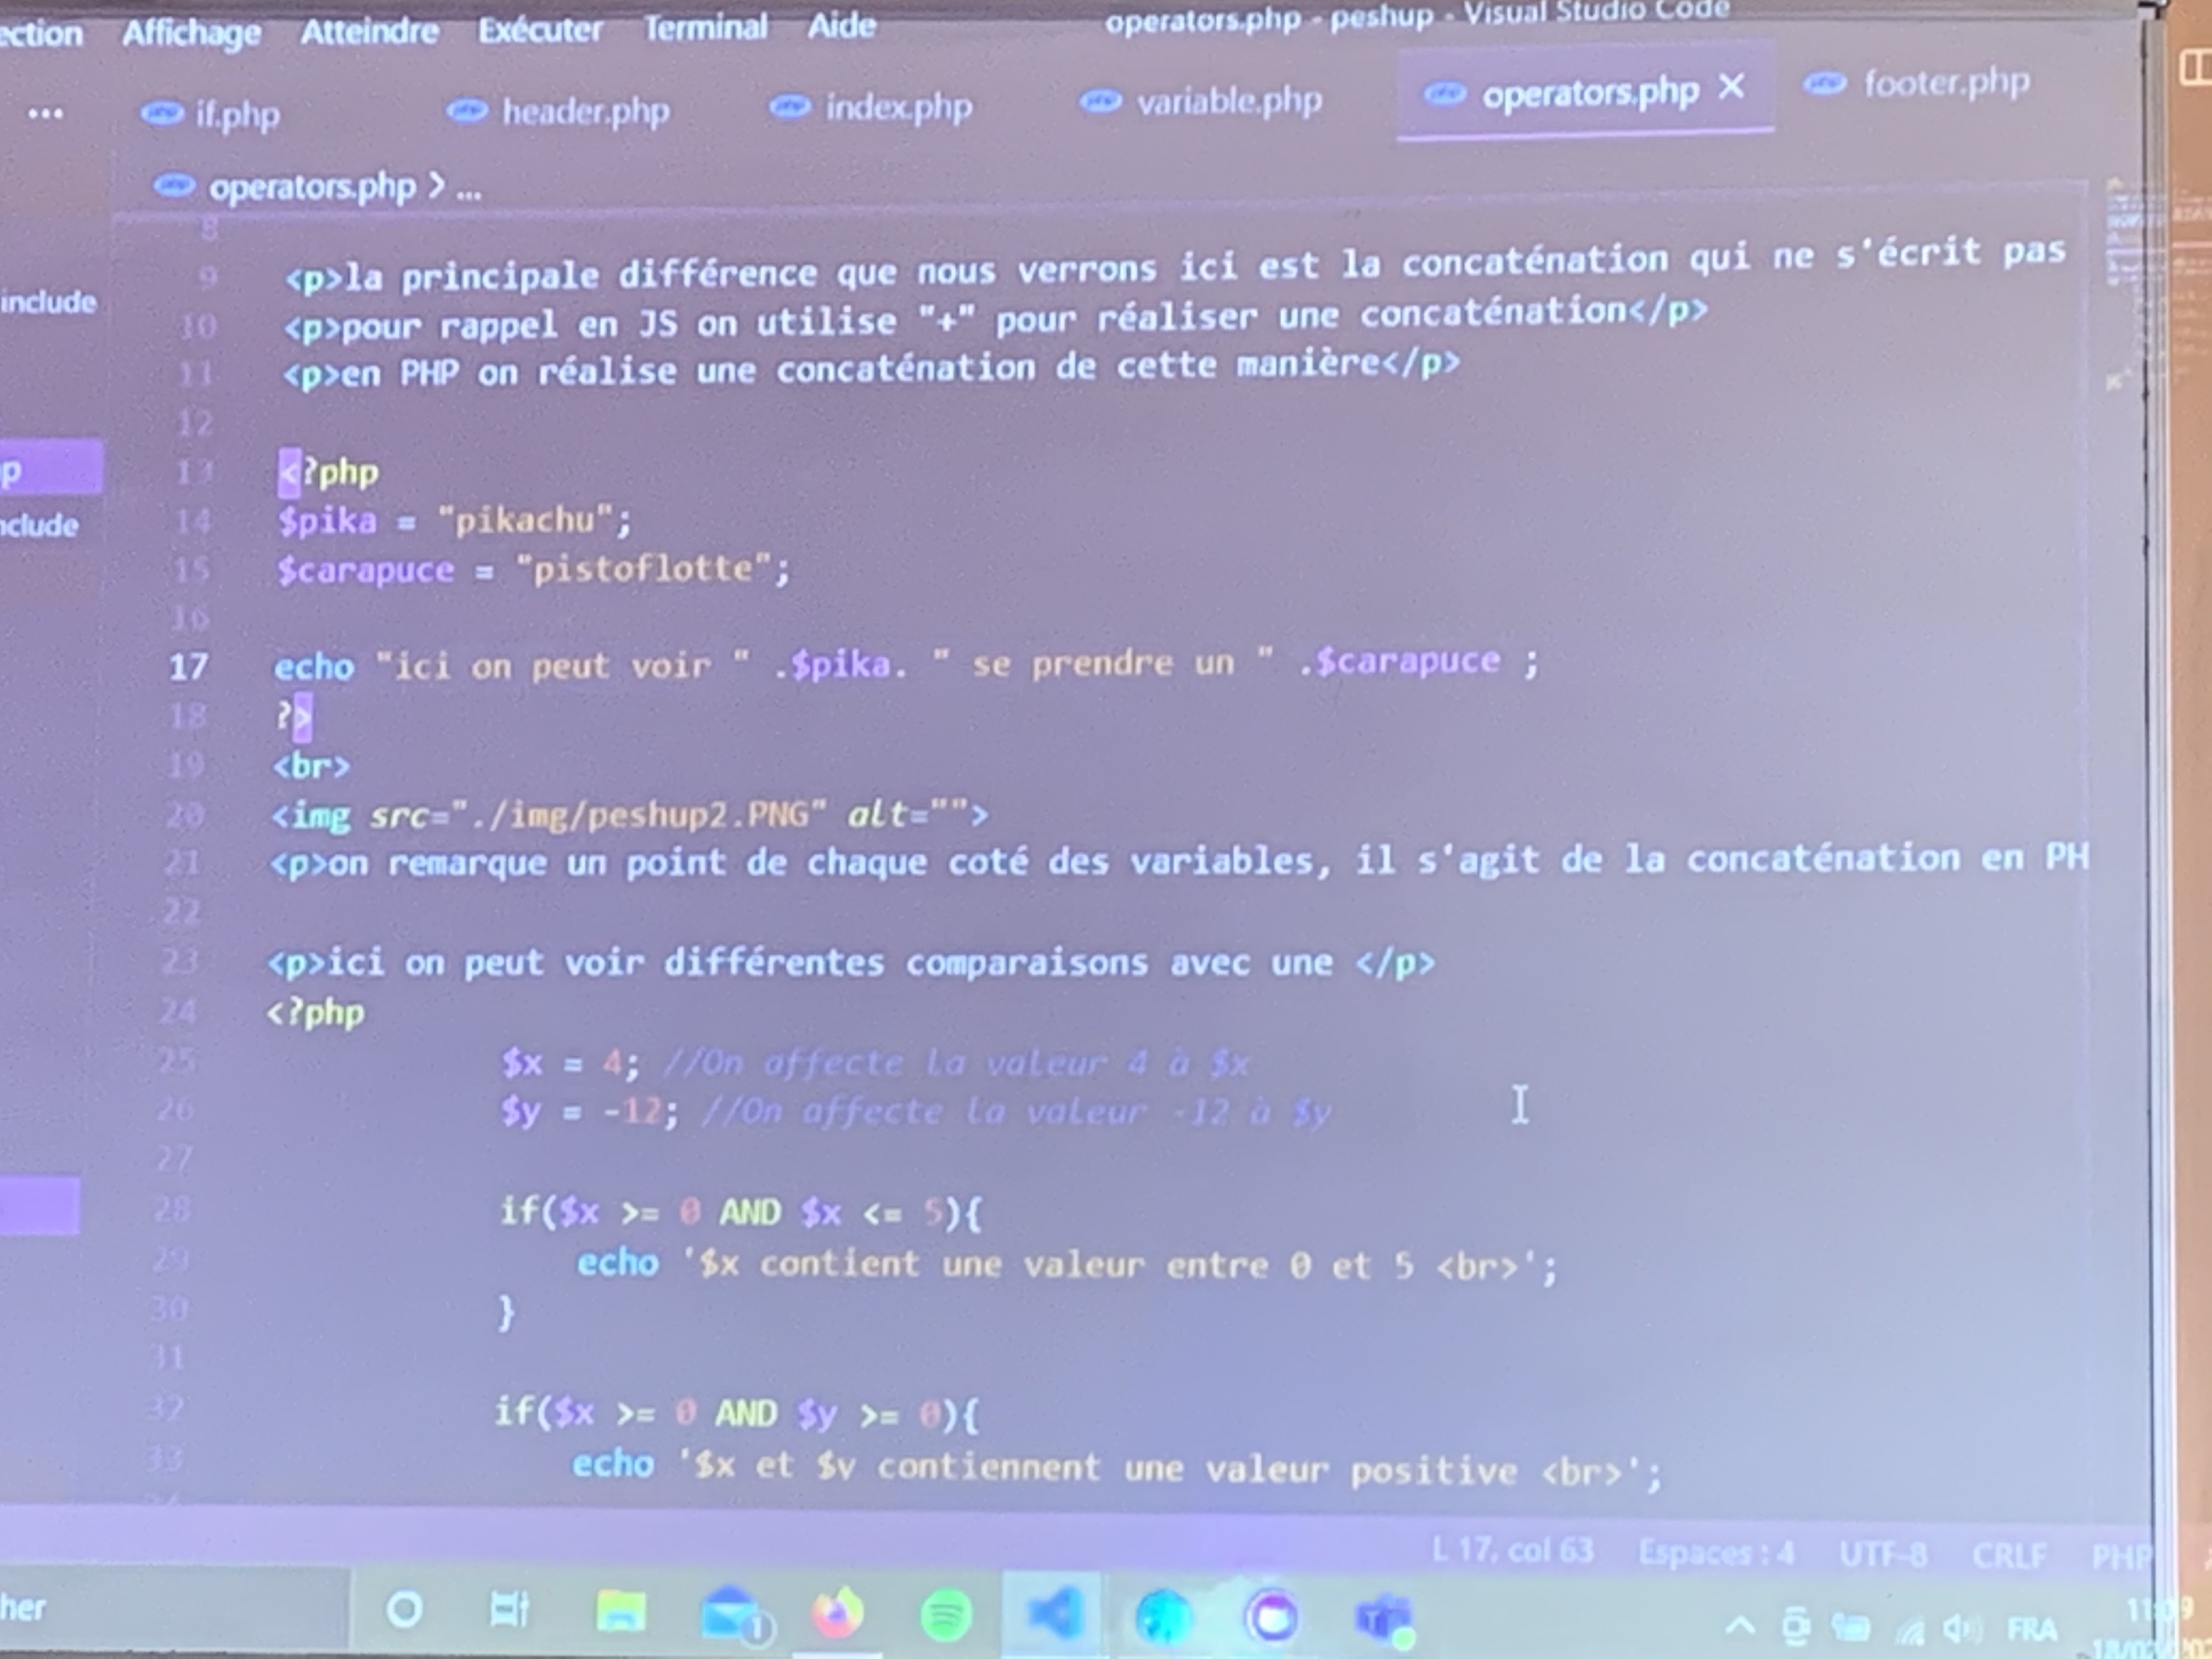 ection Affichage Atteindre Exécuter Terminal Aide operators.php - peshup - Visual Studio Code
... if.php header.php index.php variable.php operators.php × footer.php
operators.php > ...
include
p
nclude
8
9 <p>la principale différence que nous verrons ici est la concaténation qui ne s'écrit pas
10 <p>pour rappel en JS on utilise "+" pour réaliser une concaténation</p>
11 <p>en PHP on réalise une concaténation de cette manière</p>
12
13 <?php
14 $pika = "pikachu";
15 $carapuce = "pistoflotte";
16
17 echo "ici on peut voir " .$pika. " se prendre un " .$carapuce ;
18 ?>
19 <br>
20 <img src="./img/peshup2.PNG" alt="">
21 <p>on remarque un point de chaque coté des variables, il s'agit de la concaténation en PH
22
23 <p>ici on peut voir différentes comparaisons avec une </p>
24 <?php
25 $x = 4; //On affecte la valeur 4 à $x
26 $y = -12; //On affecte la valeur -12 à $y
27
28 if($x >= 0 AND $x <= 5){
29 echo '$x contient une valeur entre 0 et 5 <br>';
30 }
31
32 if($x >= 0 AND $y >= 0){
33 echo '$x et $y contiennent une valeur positive <br>';
L 17, col 63 Espaces : 4 UTF-8 CRLF PHP
her 1 FRA